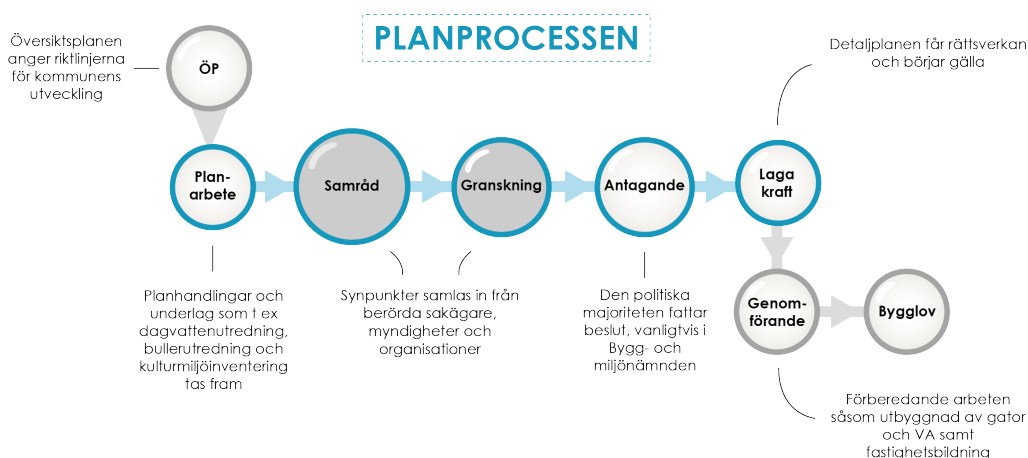 PLANPROCESSEN
Översiktsplanen
anger riktlinjerna
för kommunens
utveckling
ÖP
Detaljplanen får rättsverkan
och börjar gälla
Plan-
arbete
Samråd
Granskning
Antagande
Laga
kraft
Planhandlingar och
underlag som t ex
dagvattenutredning,
bullerutredning och
kulturmiljöinventering
tas fram
Synpunkter samlas in från
berörda sakägare,
myndigheter och
organisationer
Den politiska
majoriteten fattar
beslut, vanligtvis i
Bygg- och
miljönämnden
Genom-
förande
Bygglov
Förberedande arbeten
såsom utbyggnad av gator
och VA samt
fastighetsbildning